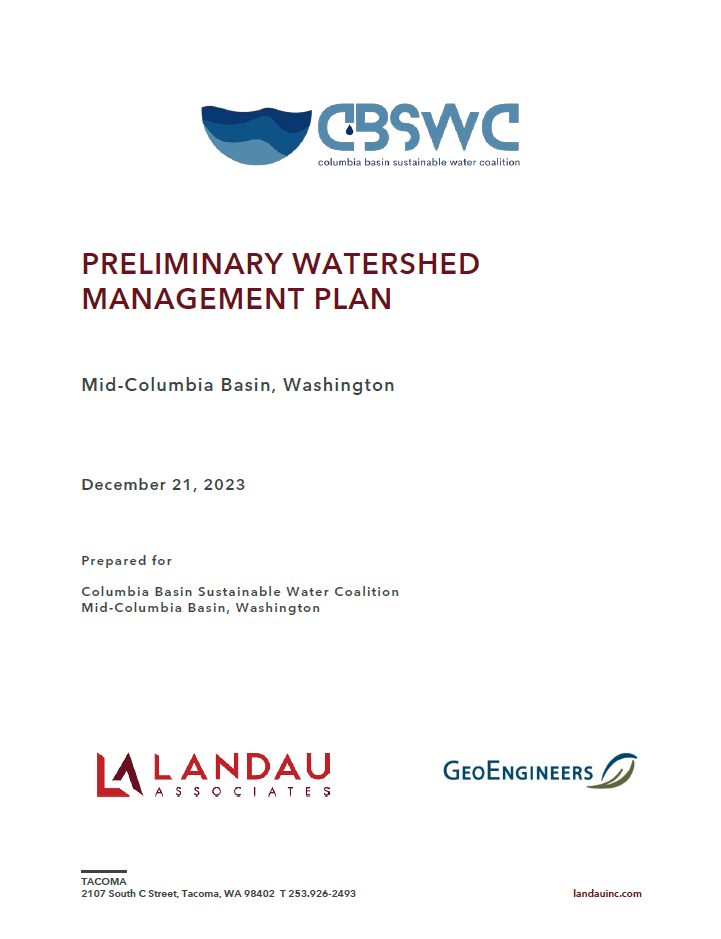 CBSWC
columbia basin sustainable water coalition
PRELIMINARY WATERSHED
MANAGEMENT PLAN
Mid-Columbia Basin, Washington
December 21, 2023
Prepared for
Columbia Basin Sustainable Water Coalition
Mid-Columbia Basin, Washington
LA LANDAU
ASSOCIATES
GEOENGINEERS
TACOMA
2107 South C Street, Tacoma, WA 98402 T 253.926-2493
landauinc.com